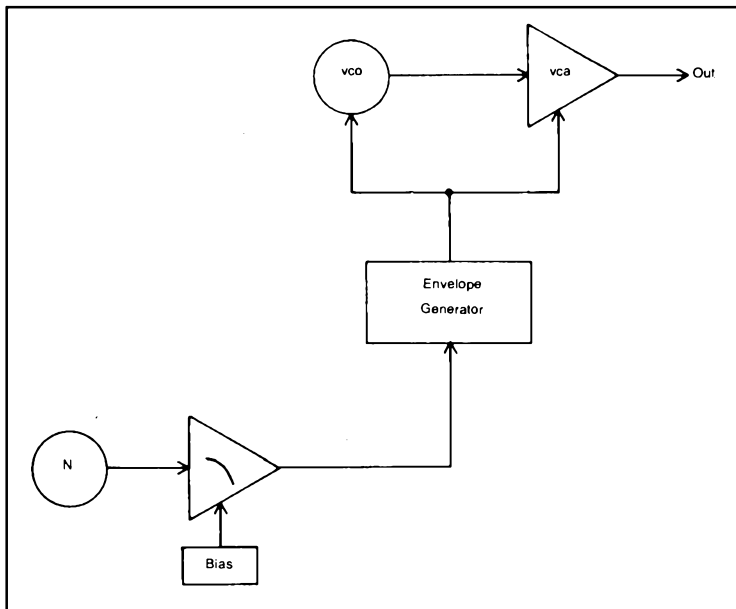 vco
vca
Out
Envelope
Generator
N
Bias